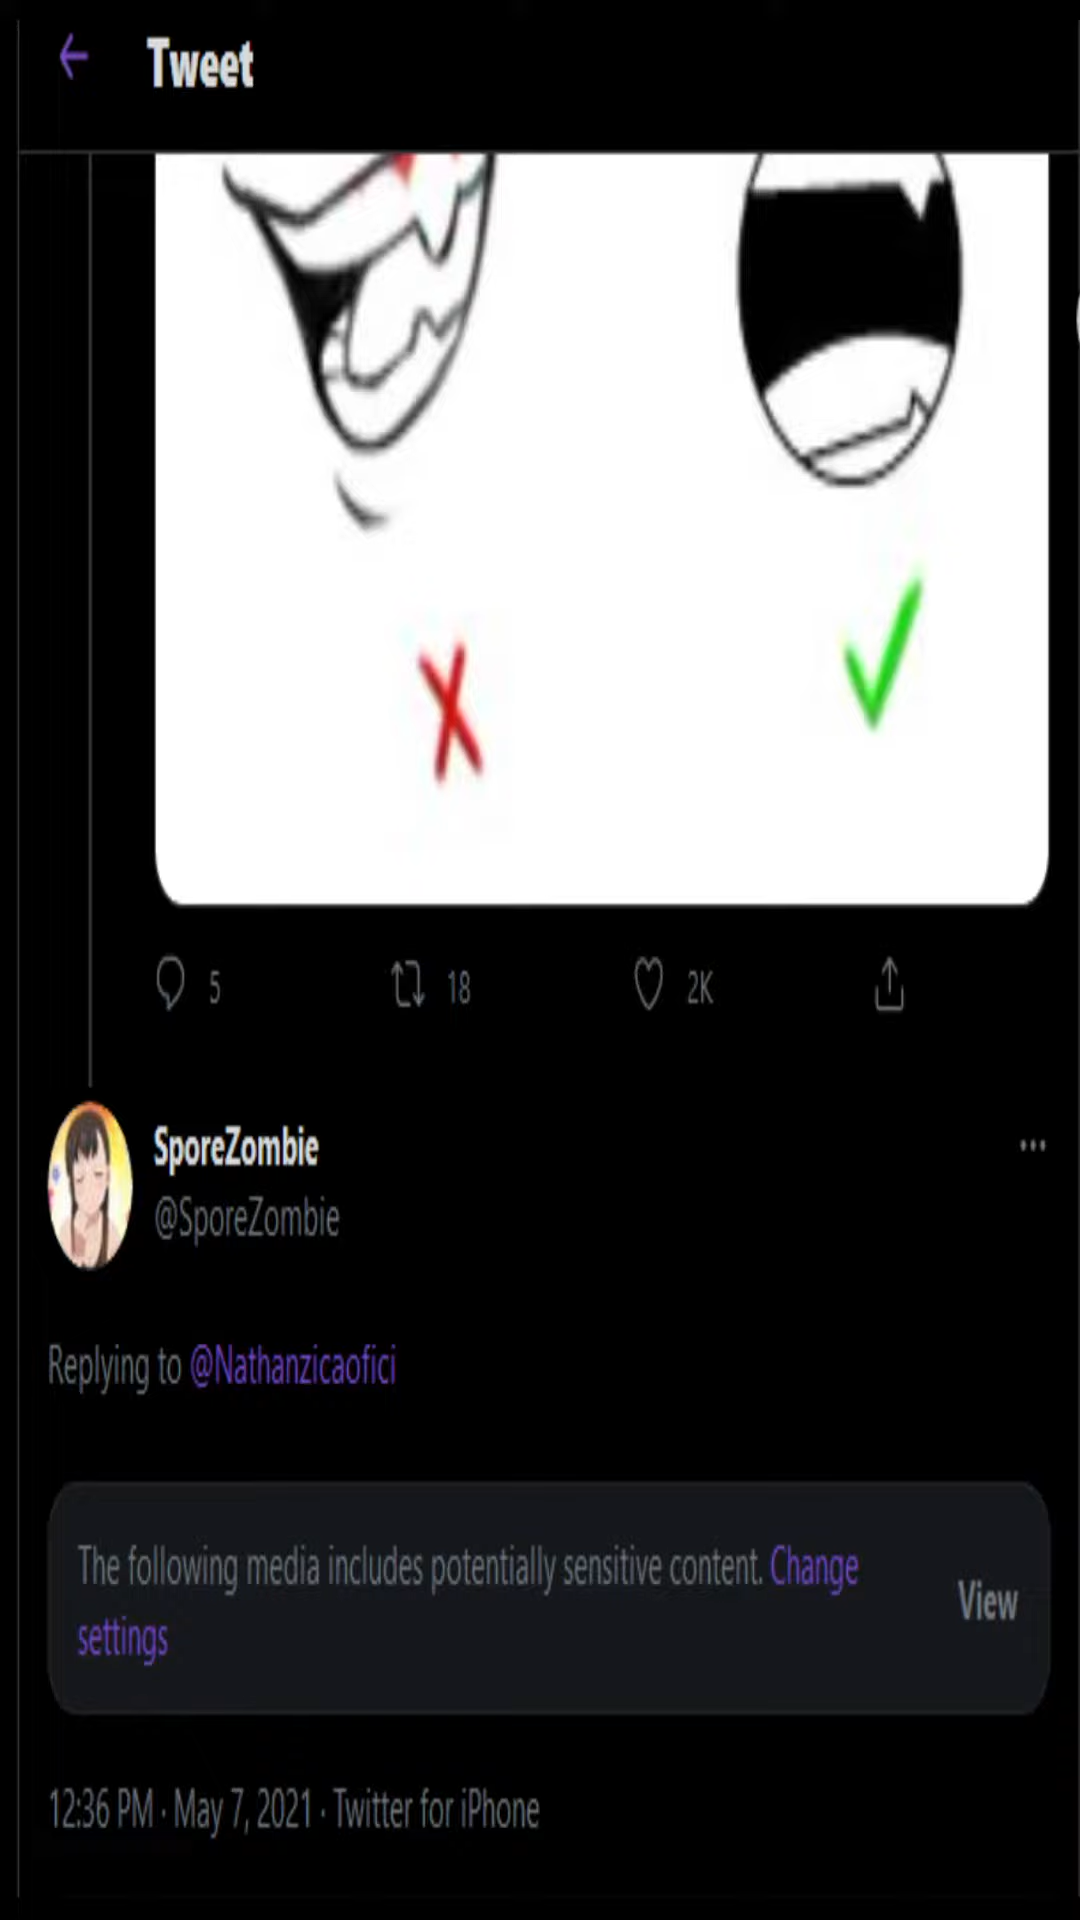 Tweet
5 18 2K
SporeZombie
@SporeZombie
Replying to @Nathanzicaofici
The following media includes potentially sensitive content. Change
settings
View
12:36 PM · May 7, 2021 · Twitter for iPhone